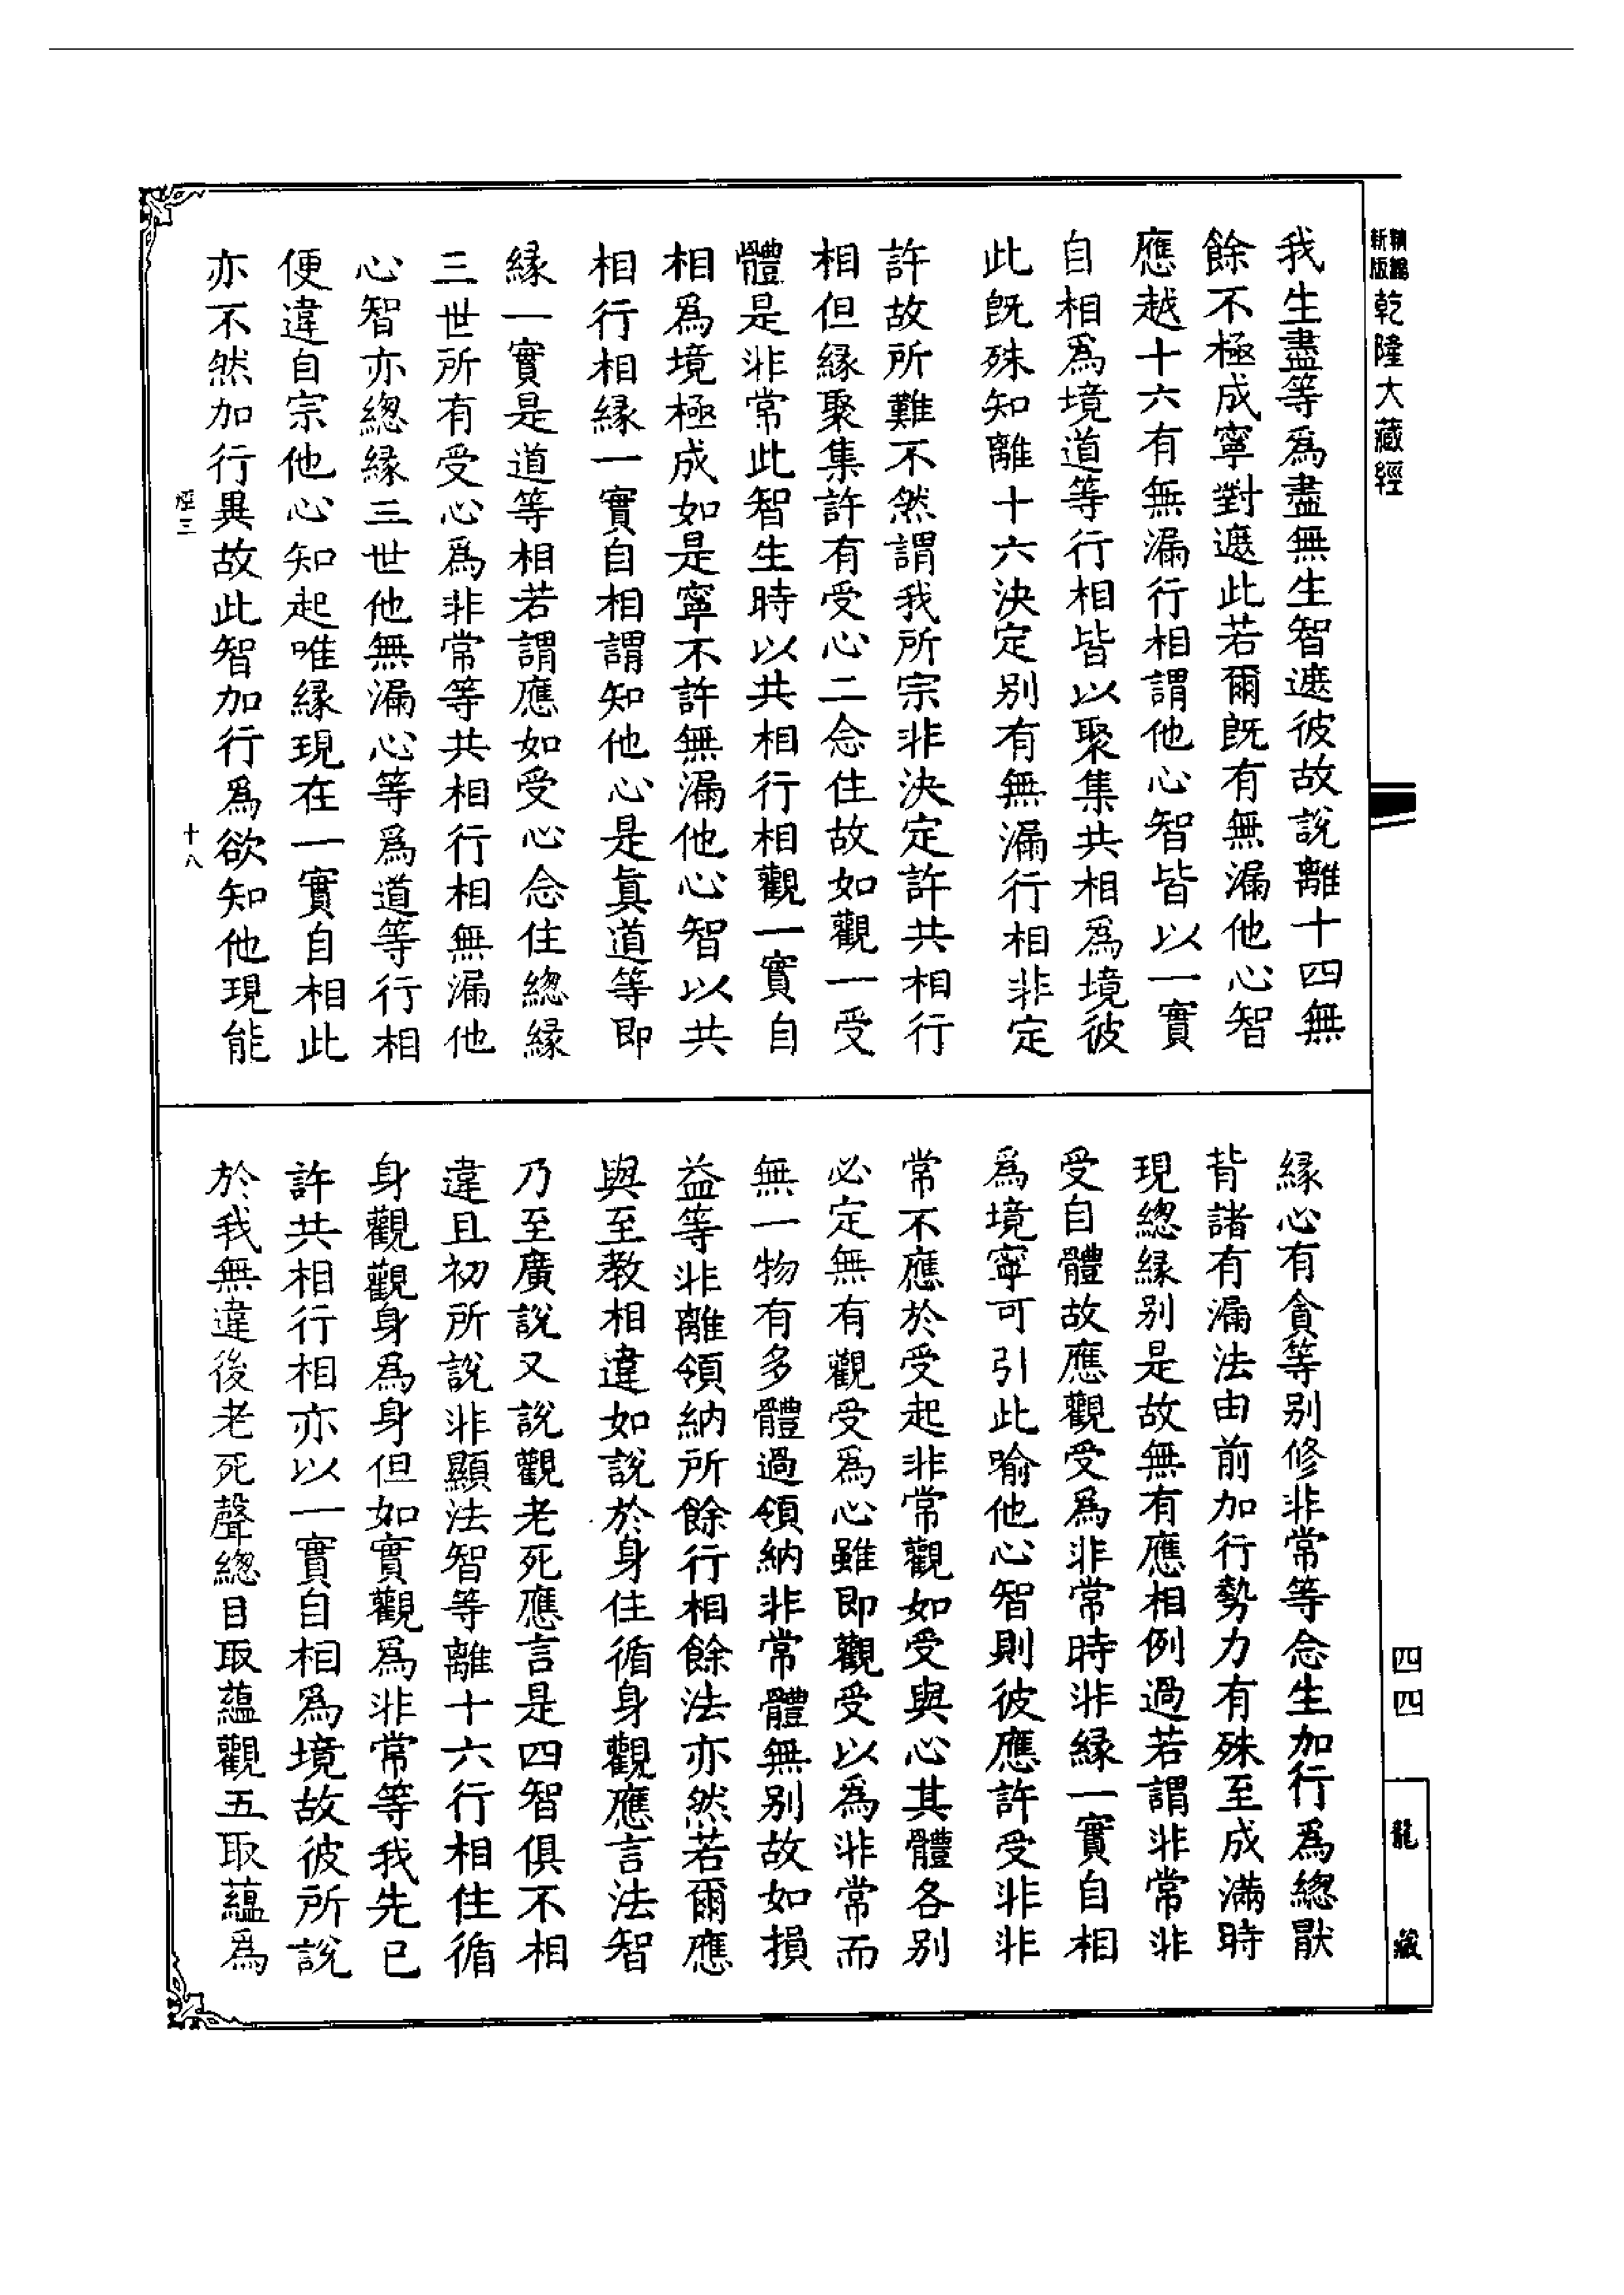 新編
新版
乾隆大藏經
我生盡等爲盡無生智遮彼故說離十四無
餘不極成寧對遮此若爾既有無漏他心智
應越十六有無漏行相謂他心智皆以一實
自相爲境道等行相皆以聚集共相爲境彼
此既殊知離十六決定别有無漏行相非定
許故所難不然謂我所宗非決定許共相行
相但緣聚集許有受心二念住故如觀一受
體是非常此智生時以共相行相觀一實自
相爲境極成如是寧不許無漏他心智以共
相行相緣一實自相謂知他心是真道等即
緣一實是道等相若謂應如受心念住總緣
三世所有受心爲非常等共相行相無漏他
心智亦總緣三世他無漏心等爲道等行相
便違自宗他心知起唯緣現在一實自相此
亦不然加行異故此智加行爲欲知他現能
三
十八
緣心有貪等别修非常等念生加行爲總厭
背諸有漏法由前加行勢力有殊至成滿時
現總緣别是故無有應相例過若謂非常非
受自體故應觀受爲非常時非緣一實自相
爲境寧可引此喻他心智則彼應許受非非
常不應於受起非常觀如受與心其體各别
必定無有觀受爲心雖即觀受以爲非常而
無一物有多體過領納非常體無别故如損
益等非離領納所餘行相餘法亦然若爾應
與至教相違如說於身住循身觀應言法智
乃至廣說又說觀老死應言是四智俱不相
違且初所說非顯法智等離十六行相住循
身觀觀身爲身但如實觀爲非常等我先已
許共相行相亦以一實自相爲境故彼所說
於我無違後老死聲總目取蘊觀五取蘊爲
四四
龍藏